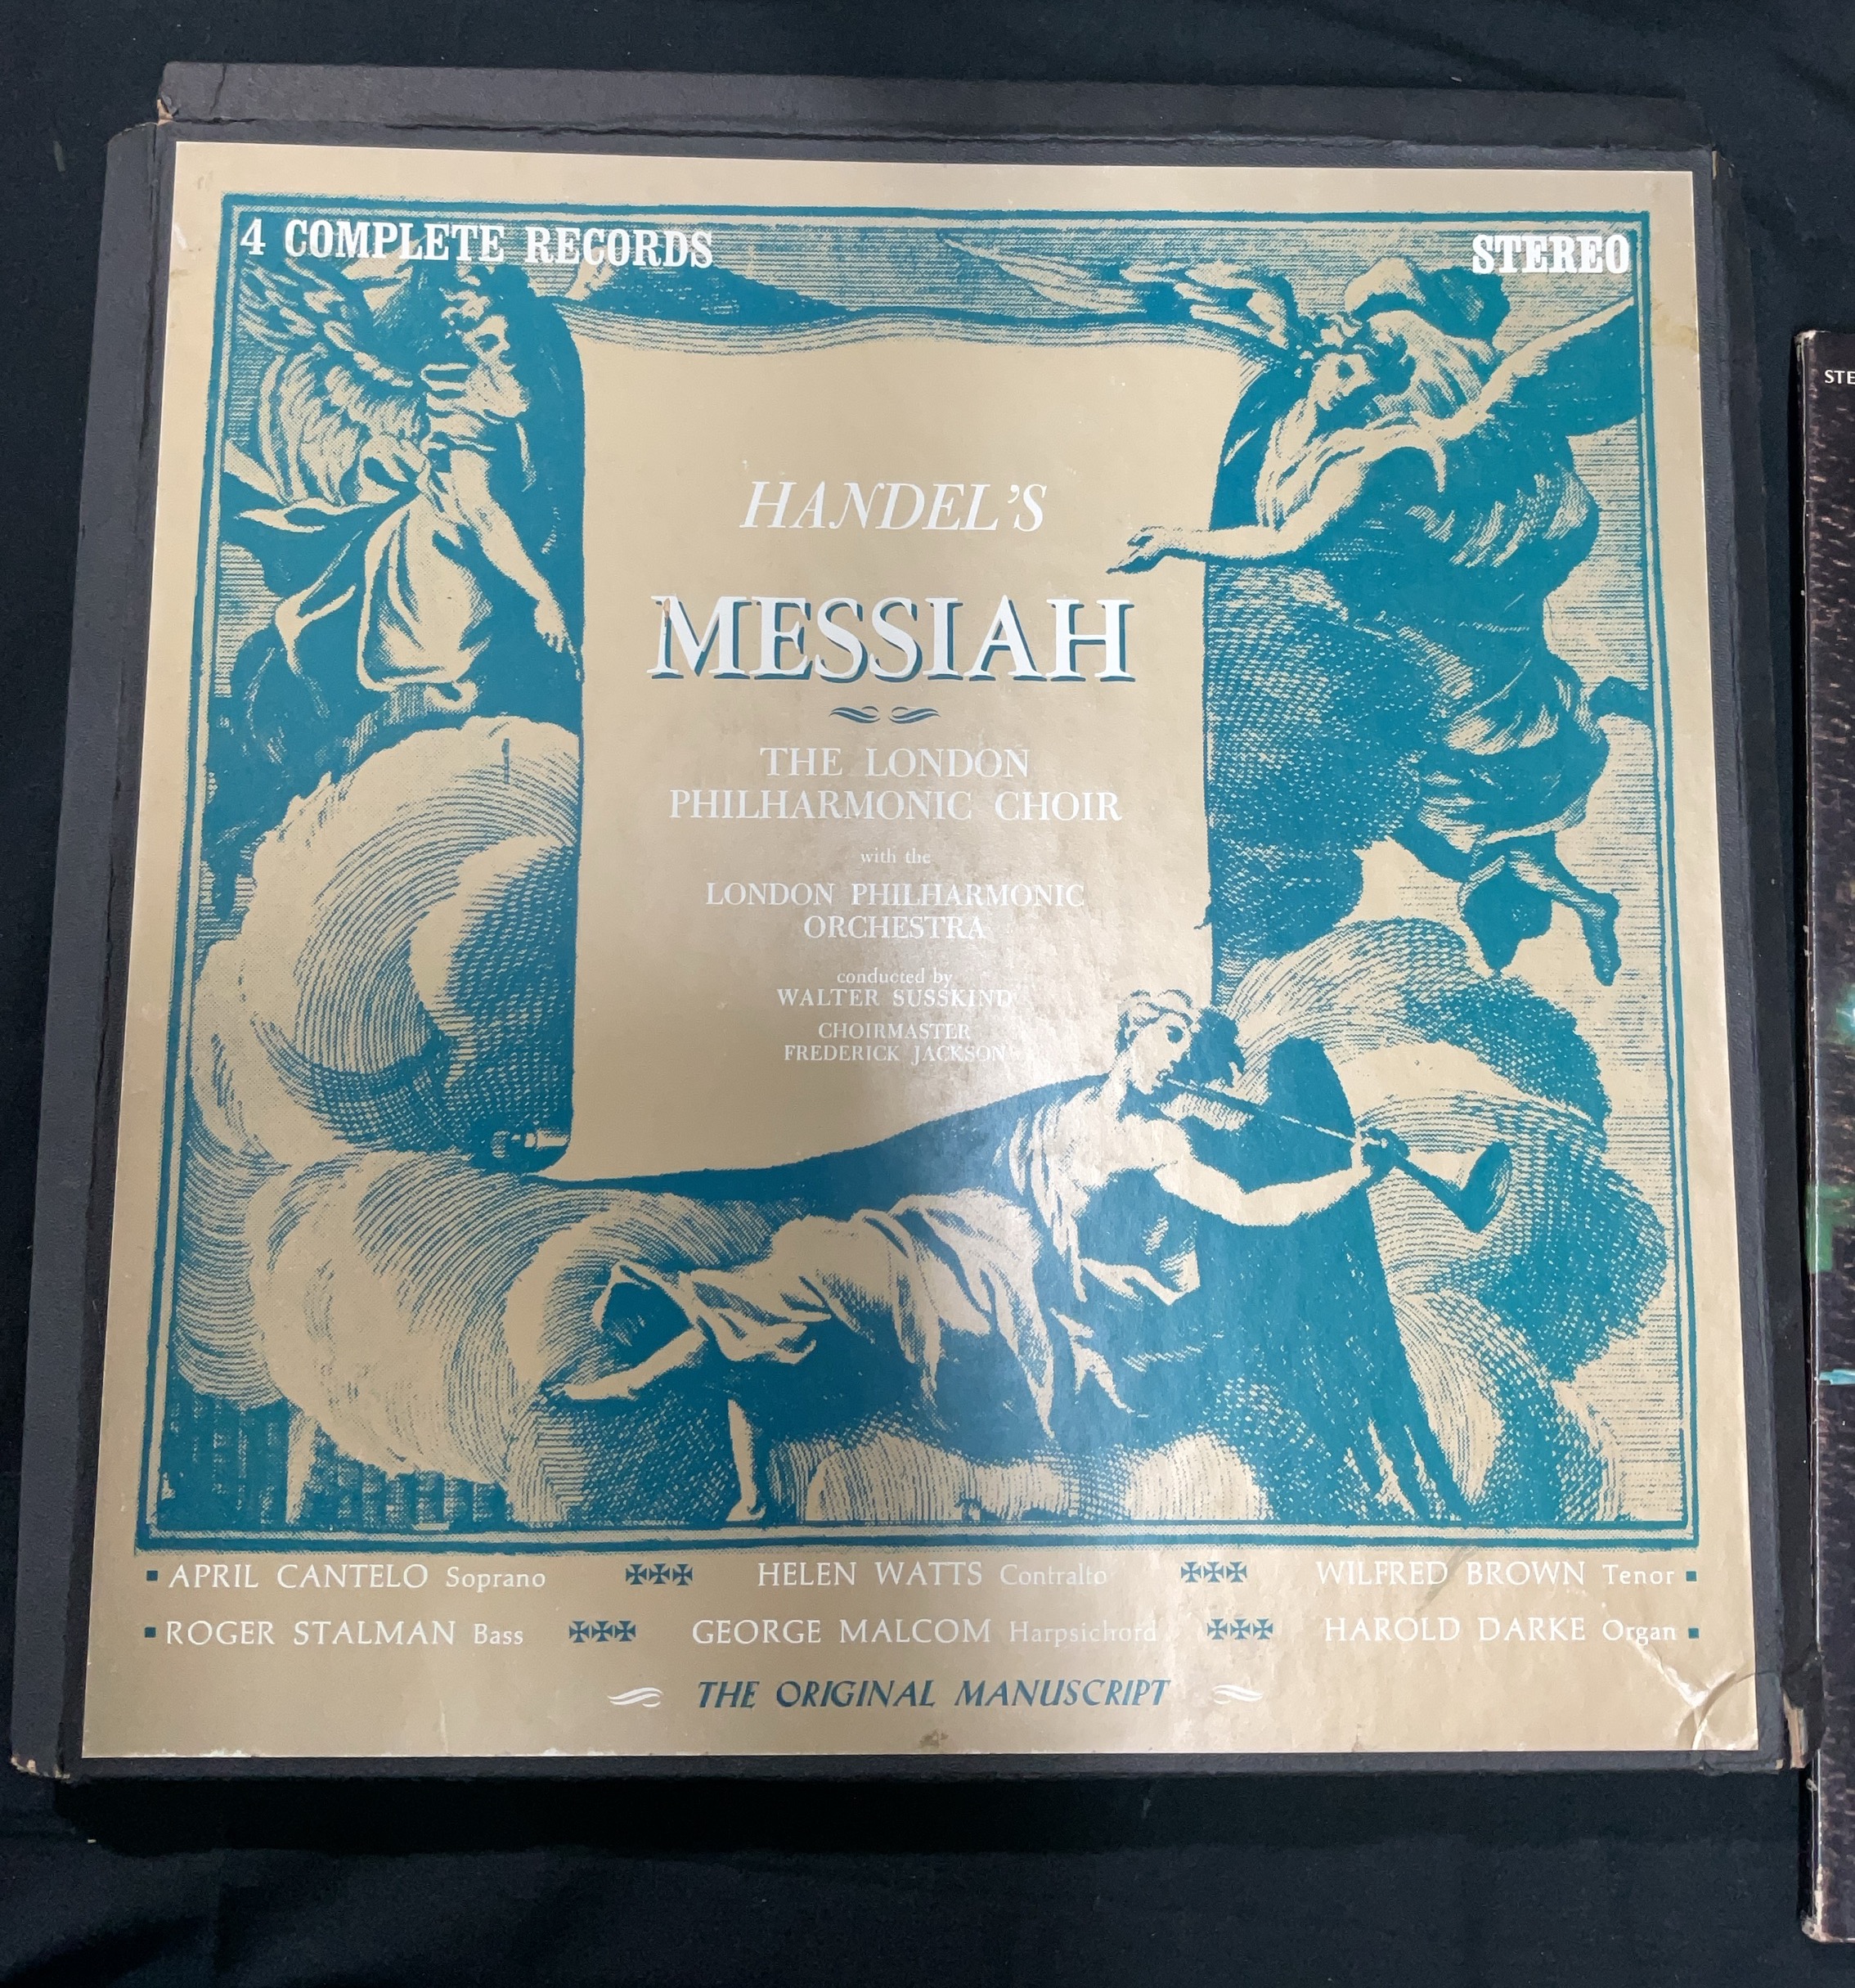 4 COMPLETE RECORDS
STEREO
HANDEL'S
MESSIAH
THE LONDON
PHILHARMONIC CHOIR
with the
LONDON PHILHARMONIC
ORCHESTRA
conducted by
WALTER SUSSKIND
CHOIRMASTER
FREDERICK JACKSON
APRIL CANTELO Soprano HELEN WATTS Contralto WILFRED BROWN Tenor
ROGER STALMAN Bass GEORGE MALCOM Harpsichord HAROLD DARKE Organ
THE ORIGINAL MANUSCRIPT
STE